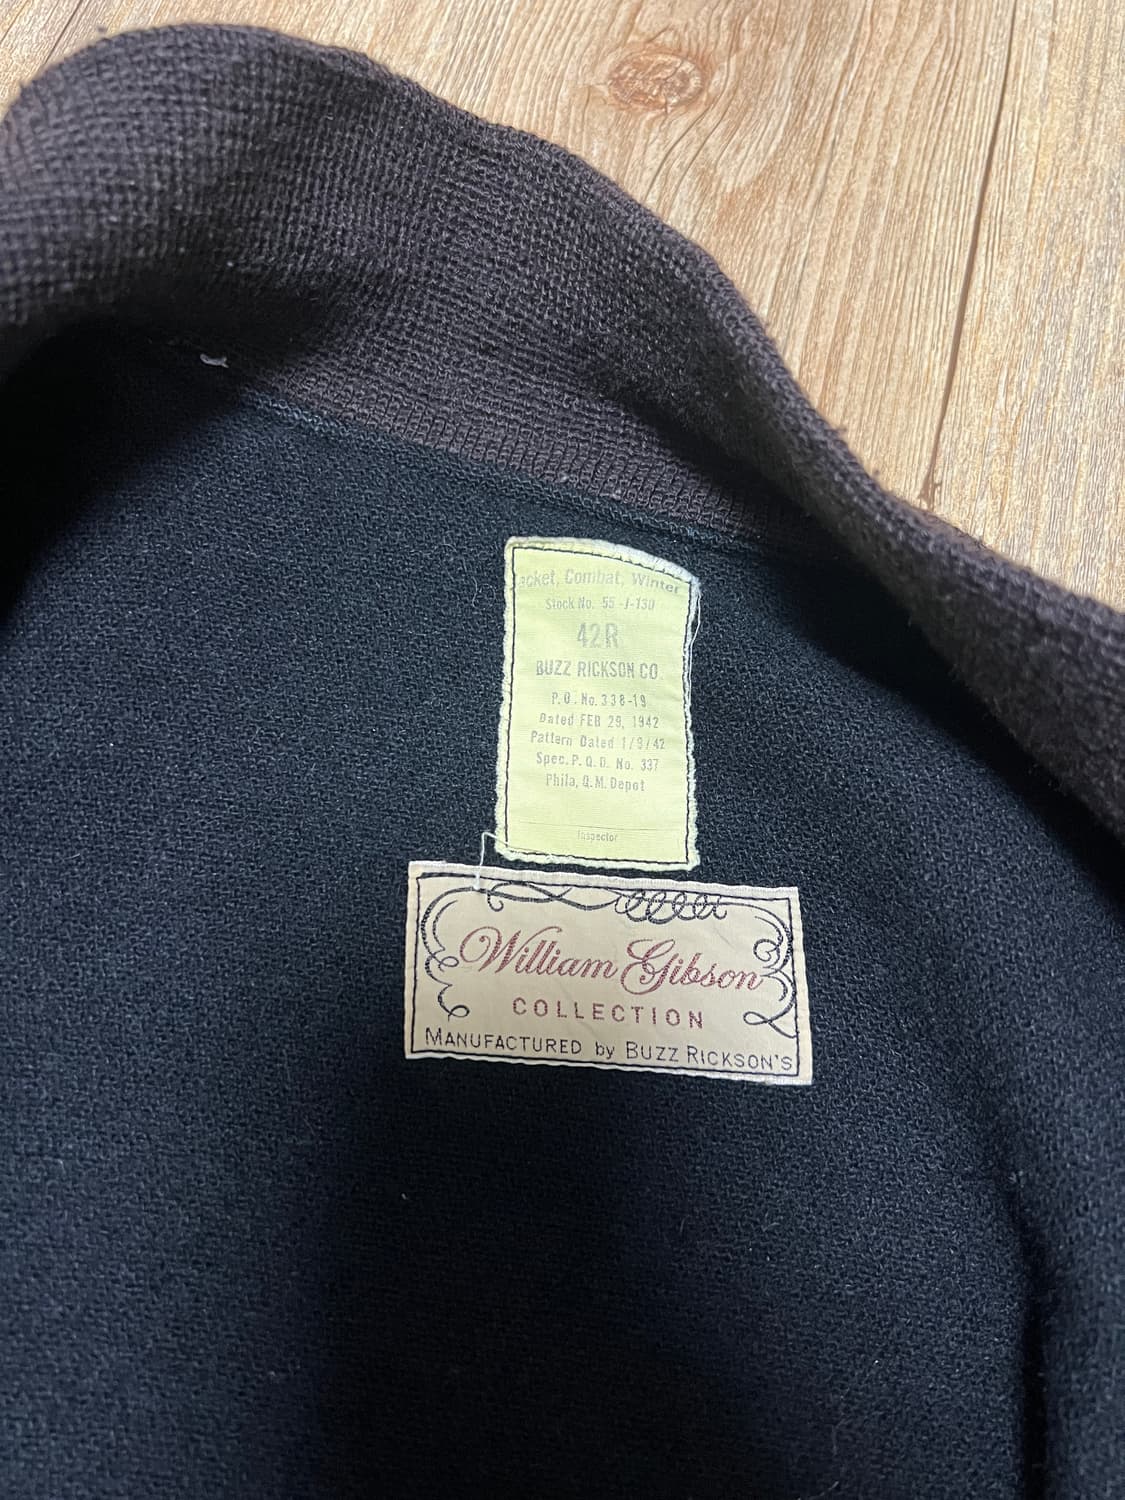 Jacket, Combat, Winter
Stock No. 55-J-130
42R
BUZZ RICKSON CO.
P.O. No. 338-19
Dated FEB 29, 1942
Pattern Dated 1/9/42
Spec. P.Q.D. No. 337
Phila, Q.M. Depot
Inspector
William Gibson
COLLECTION
MANUFACTURED by BUZZ RICKSON'S